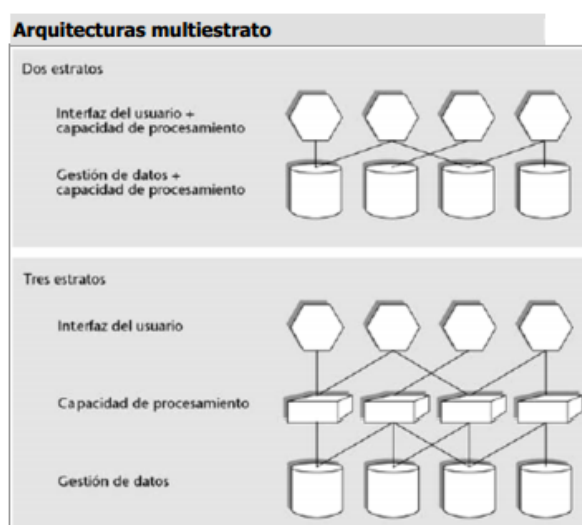 Arquitecturas multiestrato
Dos estratos
Interfaz del usuario +
capacidad de procesamiento
Gestión de datos +
capacidad de procesamiento
Tres estratos
Interfaz del usuario
Capacidad de procesamiento
Gestión de datos